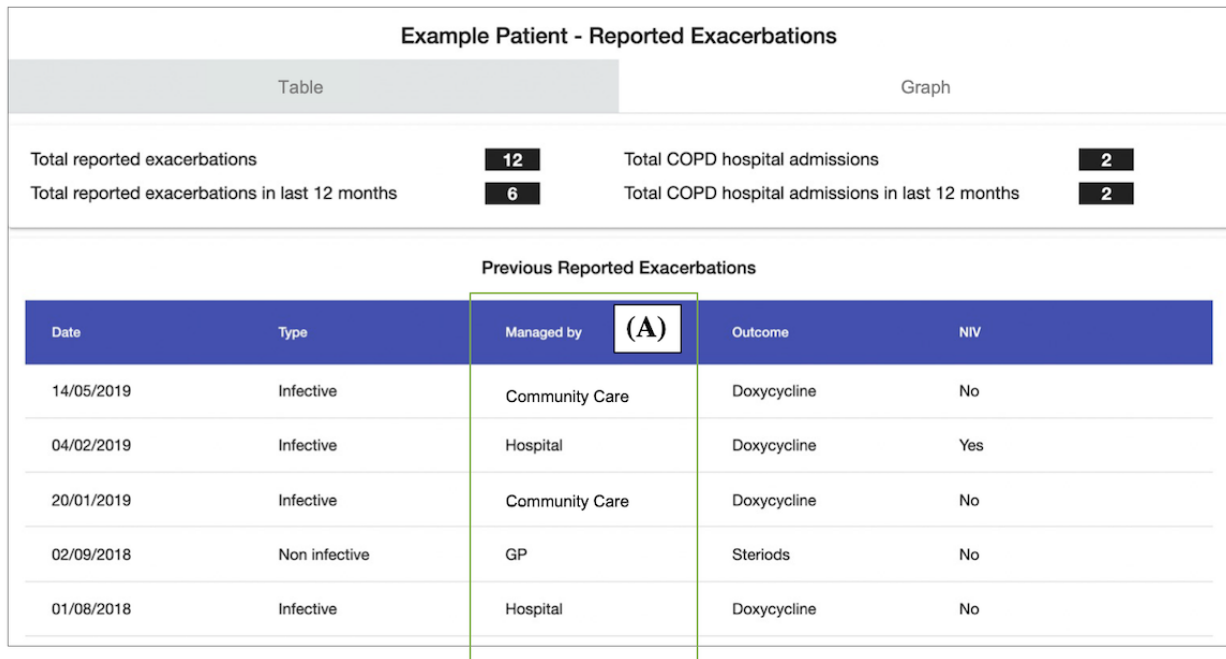 Example Patient - Reported Exacerbations
Table Graph
Total reported exacerbations 12 Total COPD hospital admissions 2
Total reported exacerbations in last 12 months 6 Total COPD hospital admissions in last 12 months 2
Previous Reported Exacerbations
Date Type Managed by (A) Outcome NIV
14/05/2019 Infective Community Care Doxycycline No
04/02/2019 Infective Hospital Doxycycline Yes
20/01/2019 Infective Community Care Doxycycline No
02/09/2018 Non infective GP Steriods No
01/08/2018 Infective Hospital Doxycycline No